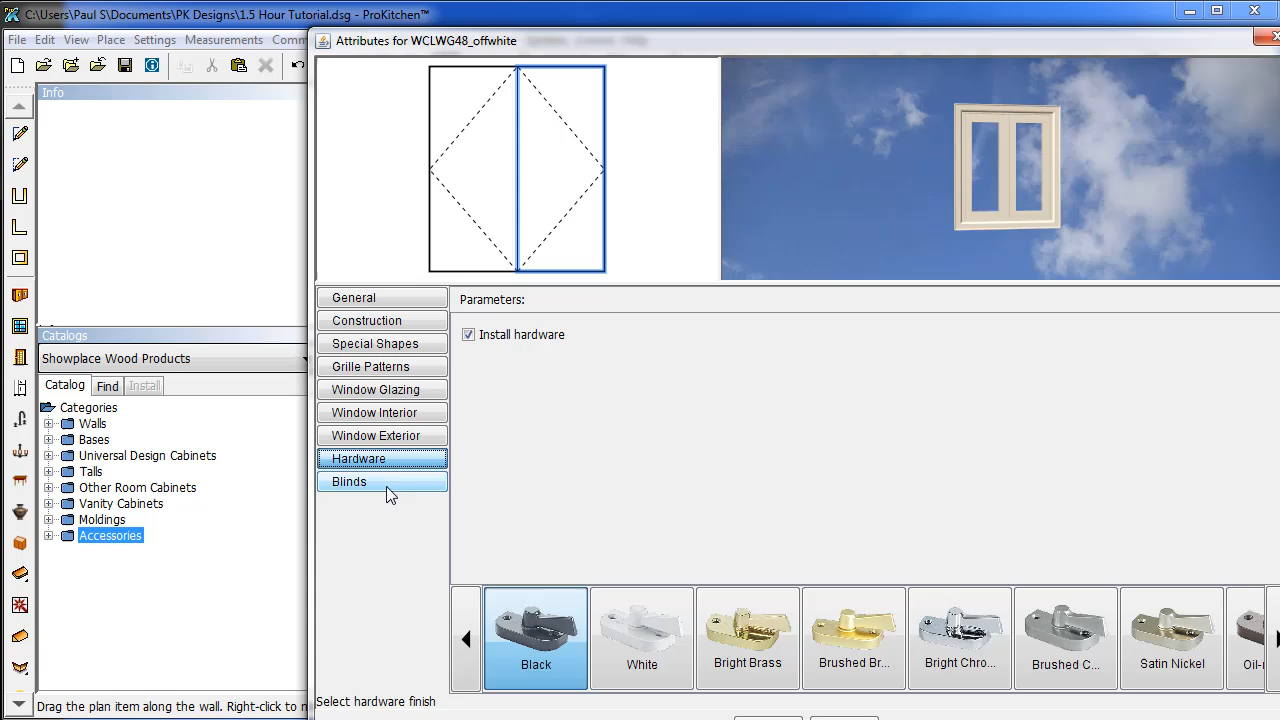 C:\Users\Paul S\Documents\PK Designs\1.5 Hour Tutorial.dsg - ProKitchen™
File Edit View Place Settings Measurements Comm
Attributes for WCLWG48_offwhite
Info
General
Construction
Special Shapes
Grille Patterns
Window Glazing
Window Interior
Window Exterior
Hardware
Blinds
Parameters:
Install hardware
Catalogs
Showplace Wood Products
Catalog Find Install
Categories
Walls
Bases
Universal Design Cabinets
Talls
Other Room Cabinets
Vanity Cabinets
Moldings
Accessories
Black White Bright Brass Brushed Br... Bright Chro... Brushed C... Satin Nickel Oil-
Select hardware finish
Drag the plan item along the wall. Right-click to